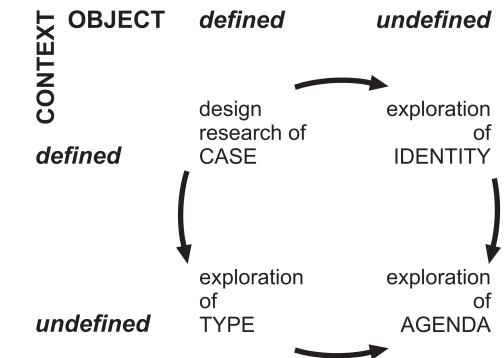 CONTEXT
OBJECT defined undefined
design
research of
CASE
exploration
of
IDENTITY
defined
exploration
of
TYPE
exploration
of
AGENDA
undefined